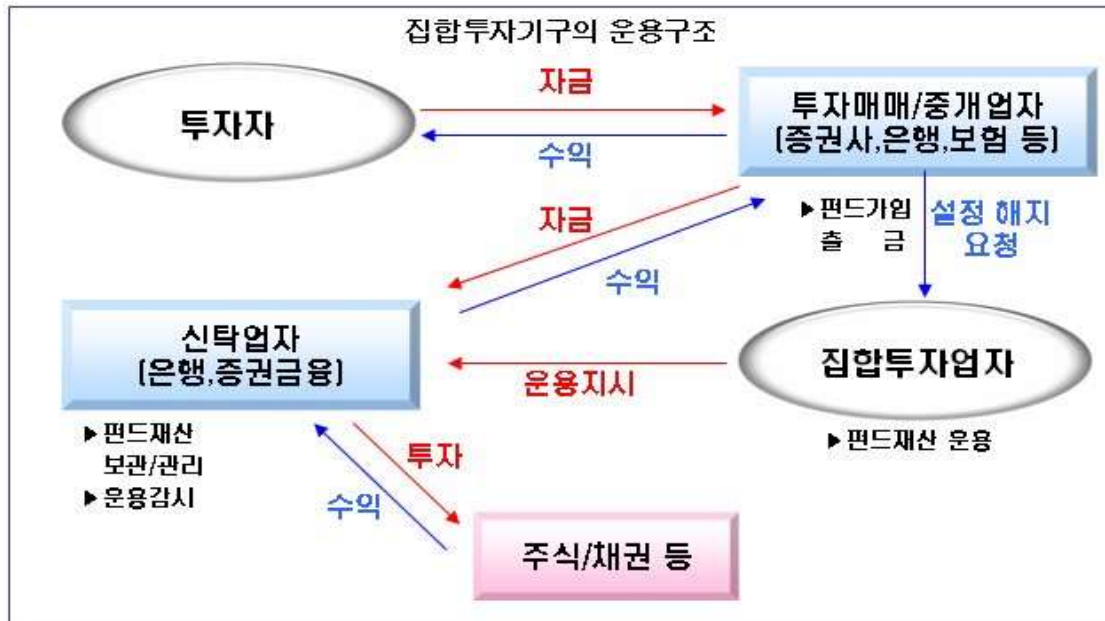 집합투자기구의 운용구조
투자자
자금
수익
투자매매/중개업자
(증권사,은행,보험 등)
자금
수익
▶펀드가입
출 금
설정 해지
요청
신탁업자
(은행,증권금융)
운용지시
집합투자업자
▶펀드재산
보관/관리
▶운용감시
투자
수익
▶펀드재산 운용
주식/채권 등